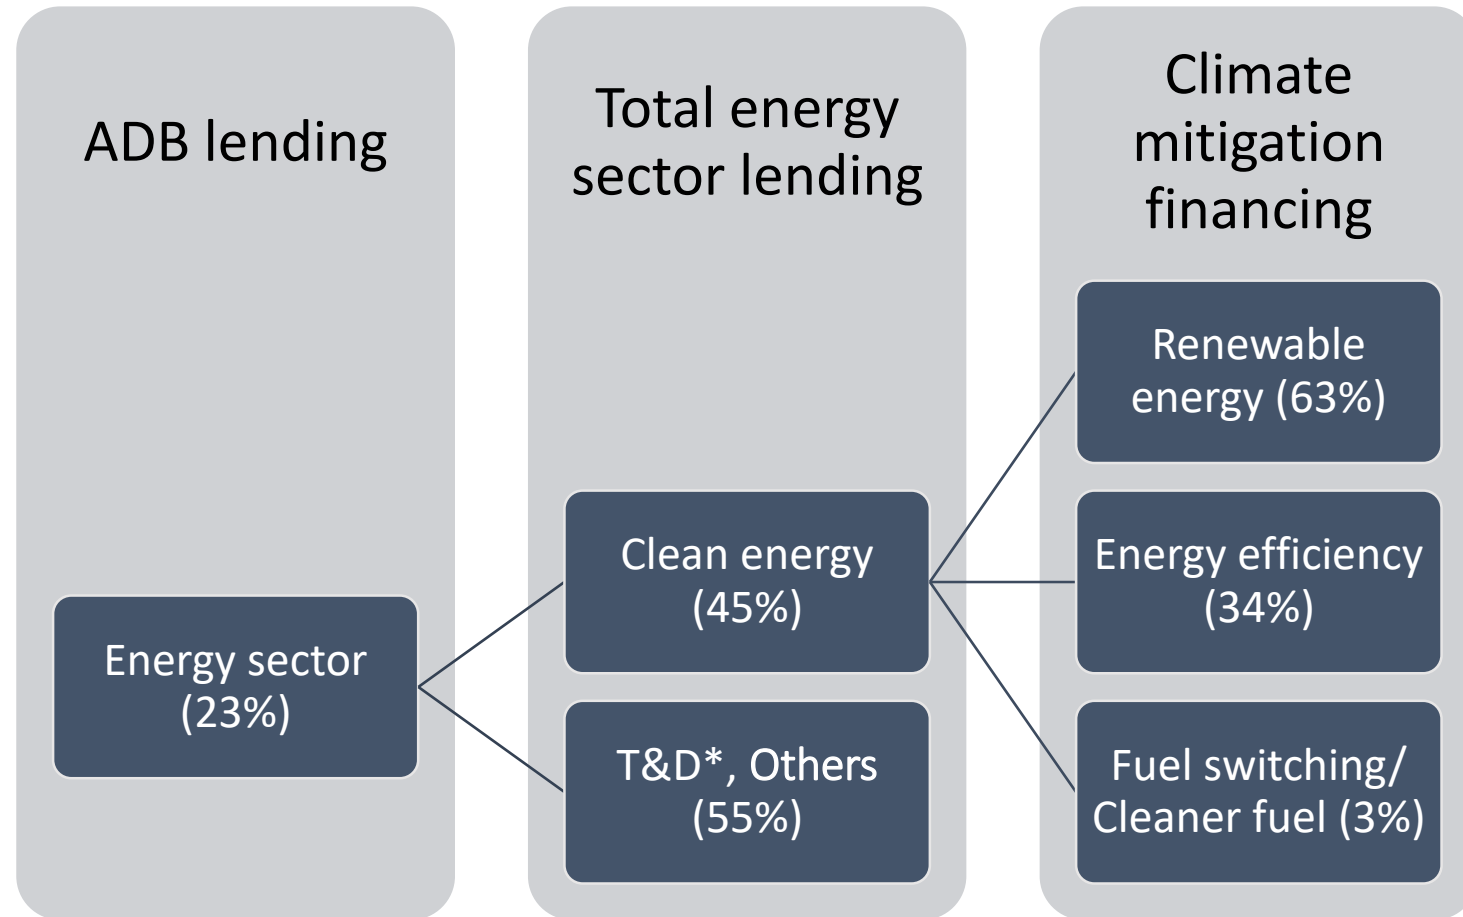 ADB lending
Energy sector
(23%)
Total energy
sector lending
Clean energy
(45%)
T&D*, Others
(55%)
Climate
mitigation
financing
Renewable
energy (63%)
Energy efficiency
(34%)
Fuel switching/
Cleaner fuel (3%)